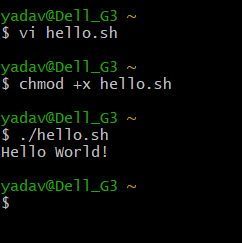 yadav@Dell_G3 ~
$ vi hello.sh
yadav@Dell_G3 ~
$ chmod +x hello.sh
yadav@Dell_G3 ~
$ ./hello.sh
Hello World!
yadav@Dell_G3 ~
$